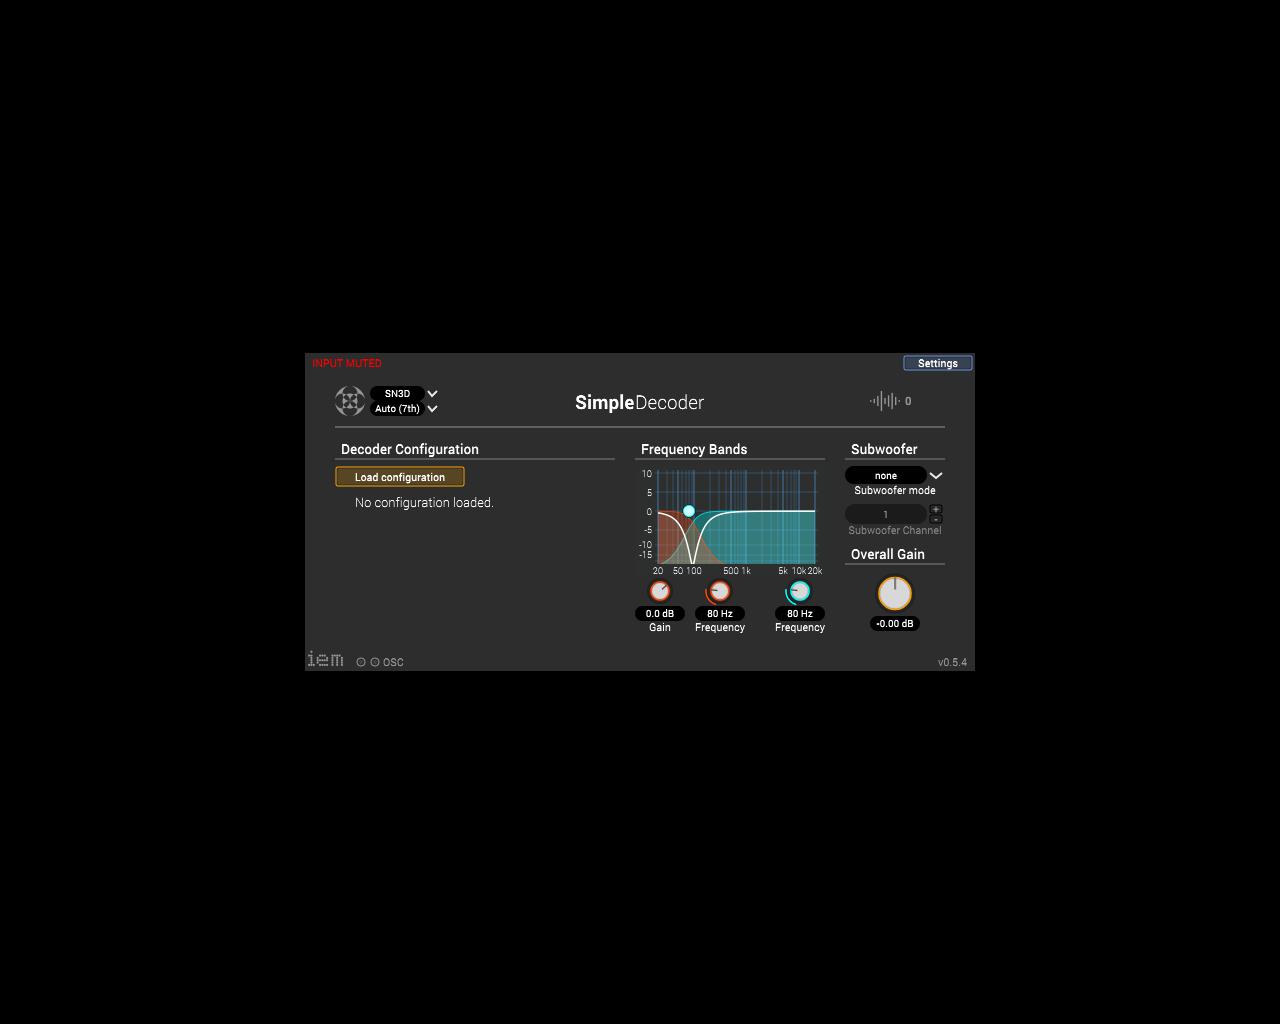 INPUT MUTED
Settings
SN3D
Auto (7th)
SimpleDecoder
0
Decoder Configuration
Frequency Bands
Subwoofer
Load configuration
No configuration loaded.
10
5
0
-5
-10
-15
20 50 100 500 1k 5k 10k 20k
none
Subwoofer mode
1
+
-
Subwoofer Channel
Overall Gain
0.0 dB
80 Hz
80 Hz
-0.00 dB
Gain
Frequency
Frequency
iem
OSC
v0.5.4